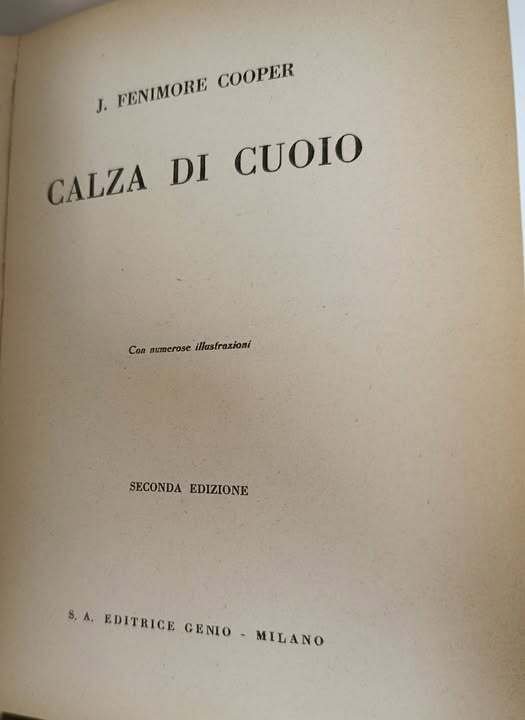 J. FENIMORE COOPER
CALZA DI CUOIO
Con numerose illustrazioni
SECONDA EDIZIONE
S. A. EDITRICE GENIO - MILANO